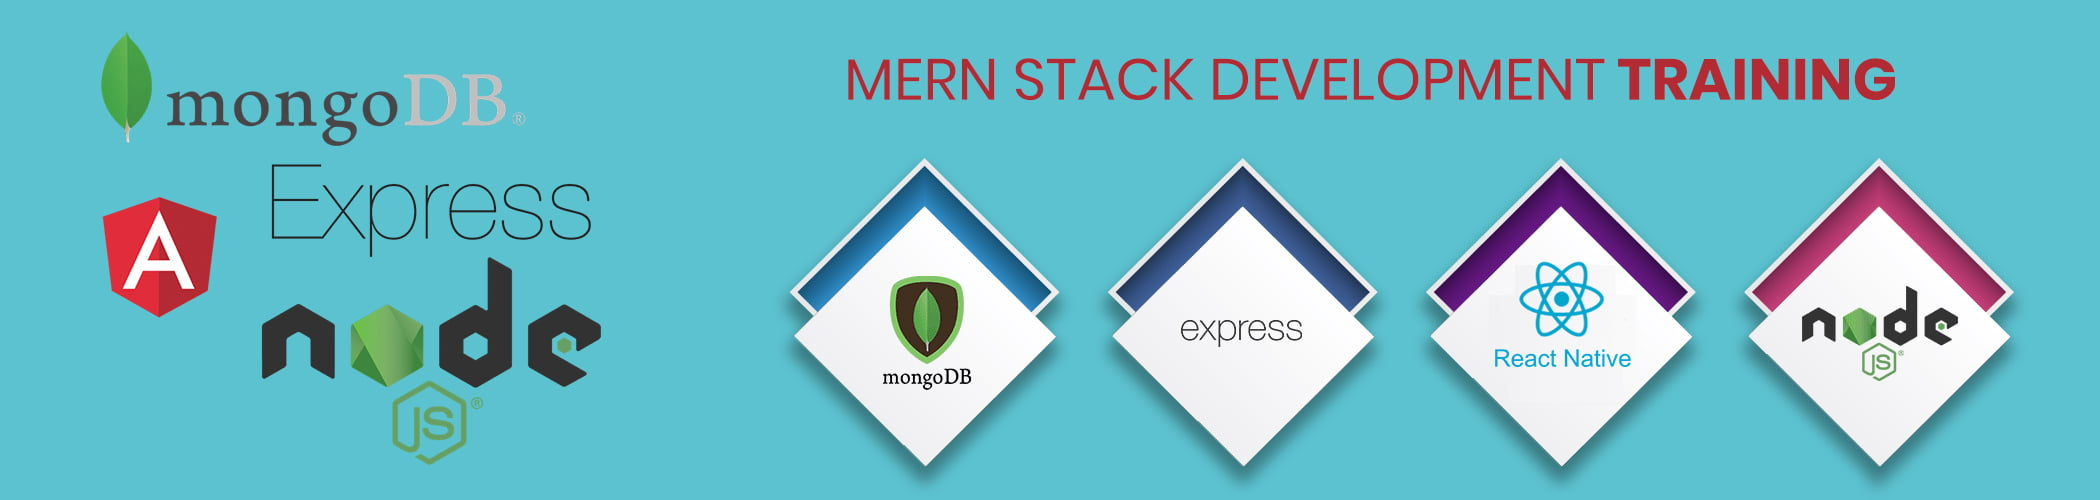 mongoDB®
Express
A
node
JS®
MERN STACK DEVELOPMENT TRAINING
mongoDB
express
React Native
node
JS®